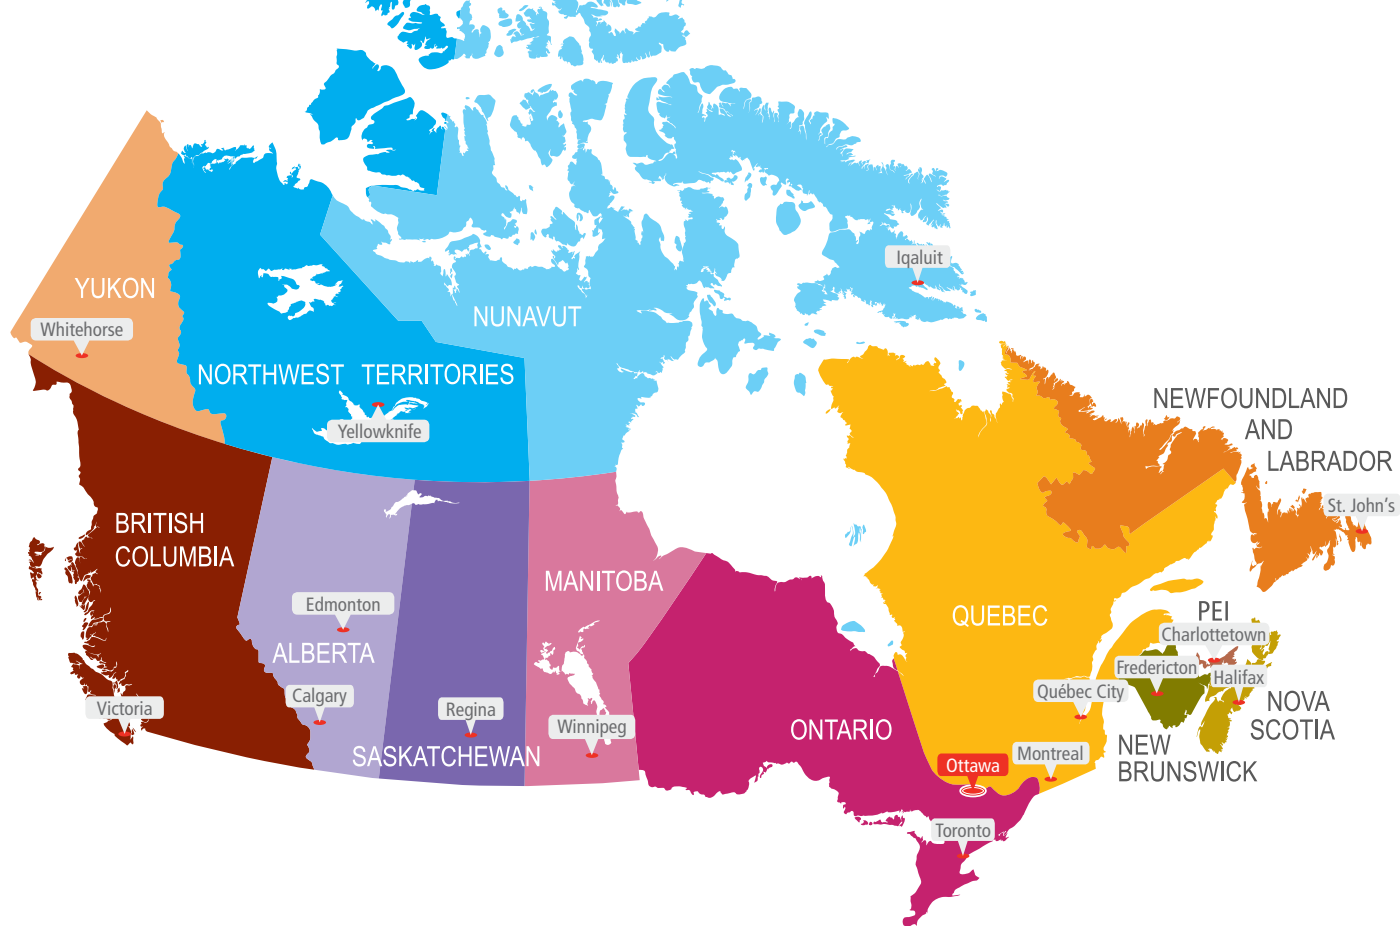 Iqaluit
YUKON
NUNAVUT
Whitehorse
NORTHWEST TERRITORIES
Yellowknife
NEWFOUNDLAND
AND
LABRADOR
St. John's
BRITISH
COLUMBIA
MANITOBA
Edmonton
QUEBEC
PEI
Charlottetown
ALBERTA
Fredericton
Halifax
Québec City
Calgary
Victoria
Regina
Winnipeg
NOVA
SCOTIA
ONTARIO
SASKATCHEWAN
NEW
BRUNSWICK
Montreal
Ottawa
Toronto